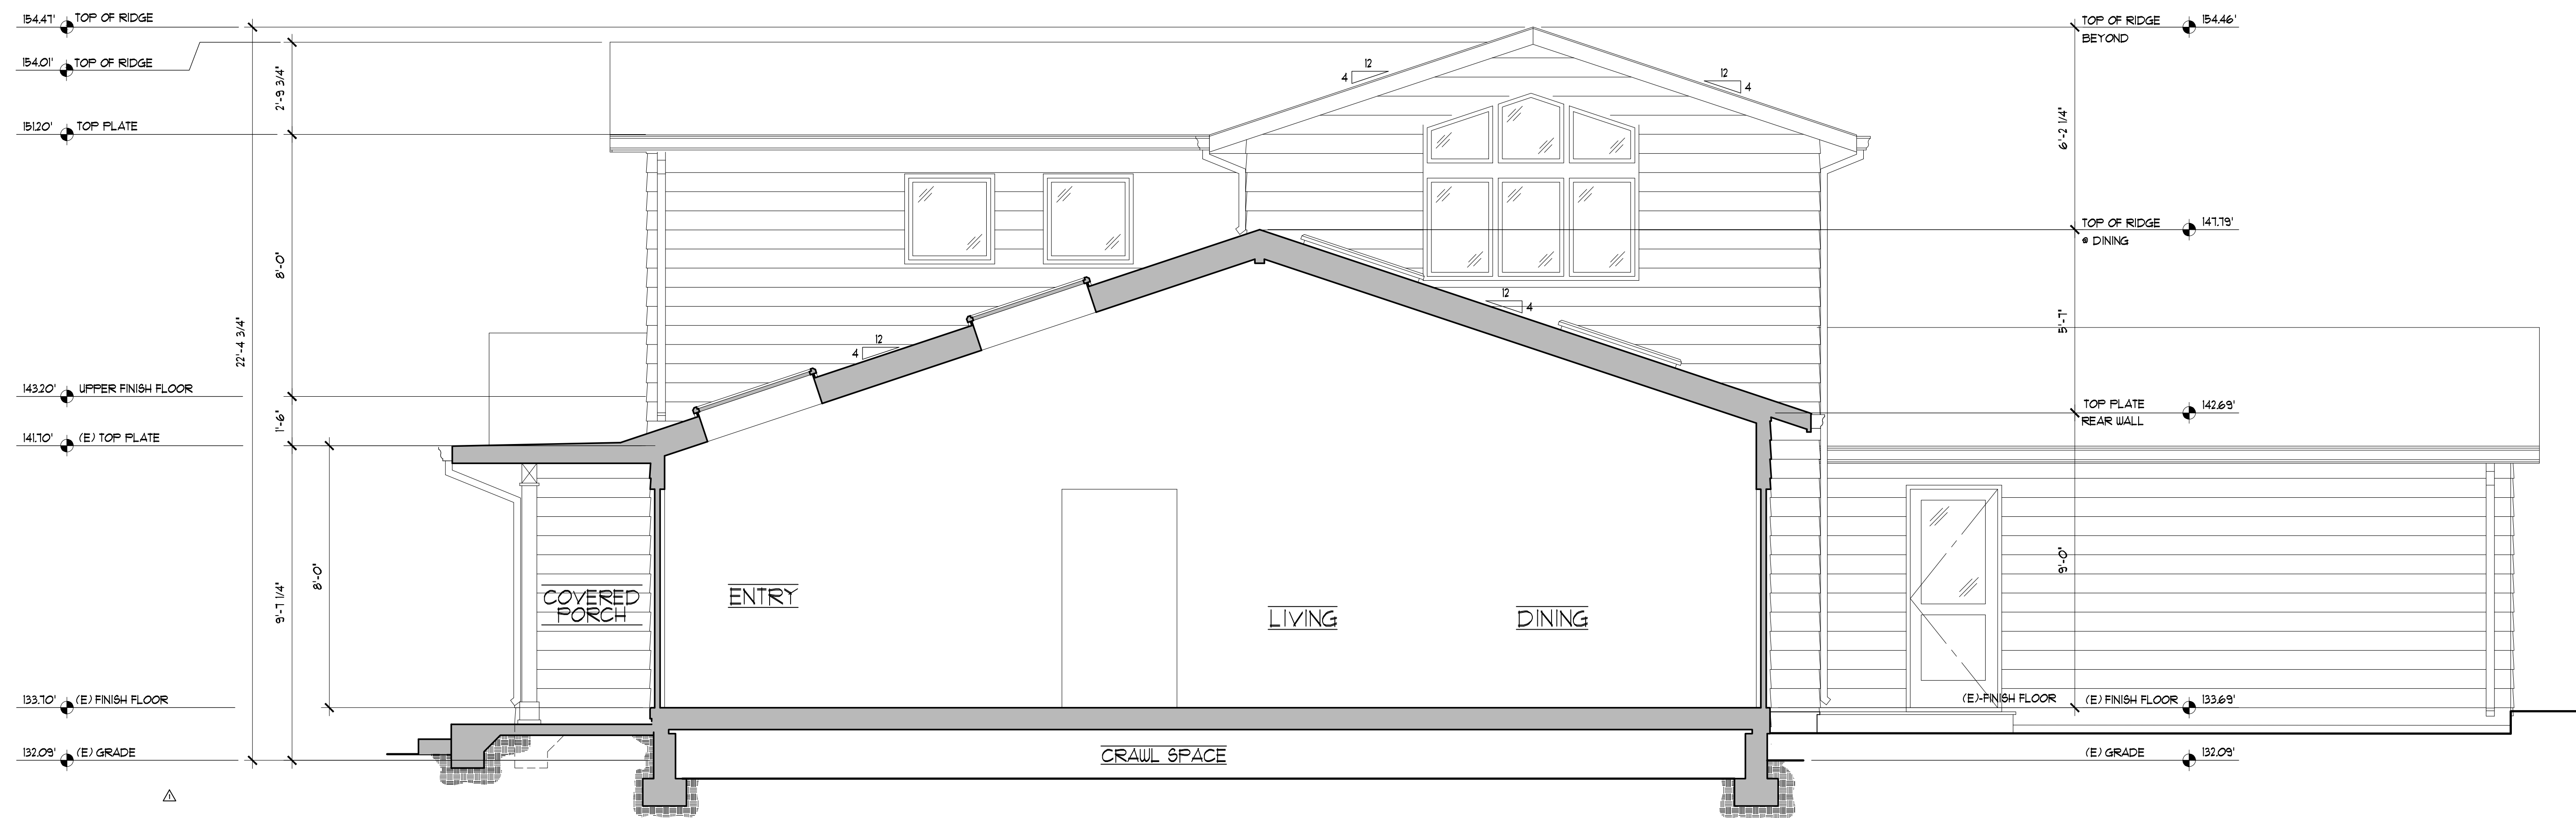 154.47' TOP OF RIDGE
154.01' TOP OF RIDGE
151.20' TOP PLATE
143.20' UPPER FINISH FLOOR
141.70' (E) TOP PLATE
133.70' (E) FINISH FLOOR
132.09' (E) GRADE
1
22'-4 3/4"
2'-9 3/4"
8'-0"
1'-6"
9'-7 1/4"
8'-0"
12
4
12
4
12
4
12
4
COVERED
PORCH
ENTRY
LIVING
DINING
CRAWL SPACE
TOP OF RIDGE 154.46'
BEYOND
6'-2 1/4"
TOP OF RIDGE 147.79'
@ DINING
5'-7"
TOP PLATE 142.69'
REAR WALL
9'-0"
(E)-FINISH FLOOR
(E) FINISH FLOOR 133.69'
(E) GRADE 132.09'